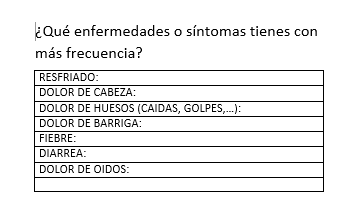 ¿Qué enfermedades o síntomas tienes con
más frecuencia?
RESFRIADO:
DOLOR DE CABEZA:
DOLOR DE HUESOS (CAIDAS, GOLPES,…):
DOLOR DE BARRIGA:
FIEBRE:
DIARREA:
DOLOR DE OIDOS: